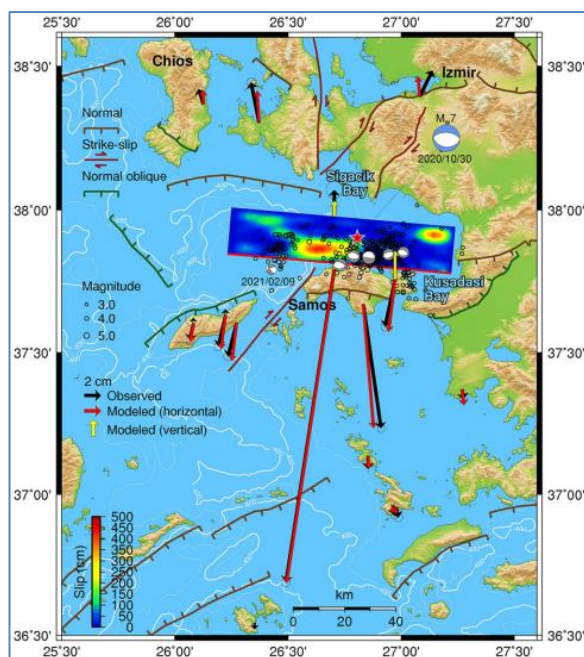 25°30' 26°00' 26°30' 27°00' 27°30'
38°30' 38°30'
Chios
Izmir
Normal
Strike-slip
Normal oblique
Mw7
2020/10/30
Sigacik
Bay
38°00' 38°00'
2021/02/09
Kusadasi
Bay
Samos
Magnitude
3.0
4.0
5.0
37°30' 37°30'
2 cm
Observed
Modeled (horizontal)
Modeled (vertical)
37°00' 37°00'
Slip (cm)
500
450
400
350
300
250
200
150
100
50
0
km
0 20 40
36°30' 36°30'
25°30' 26°00' 26°30' 27°00' 27°30'